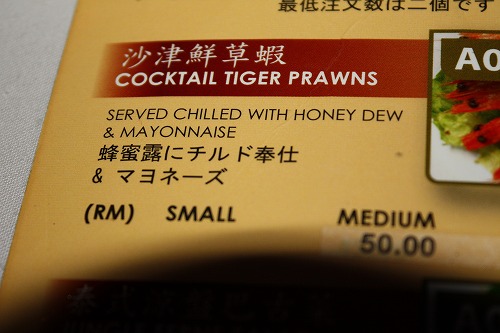 最低注文数は二個です
沙津鮮草蝦
COCKTAIL TIGER PRAWNS
A0
SERVED CHILLED WITH HONEY DEW
& MAYONNAISE
蜂蜜露にチルド奉仕
& マヨネーズ
(RM) SMALL MEDIUM
50.00